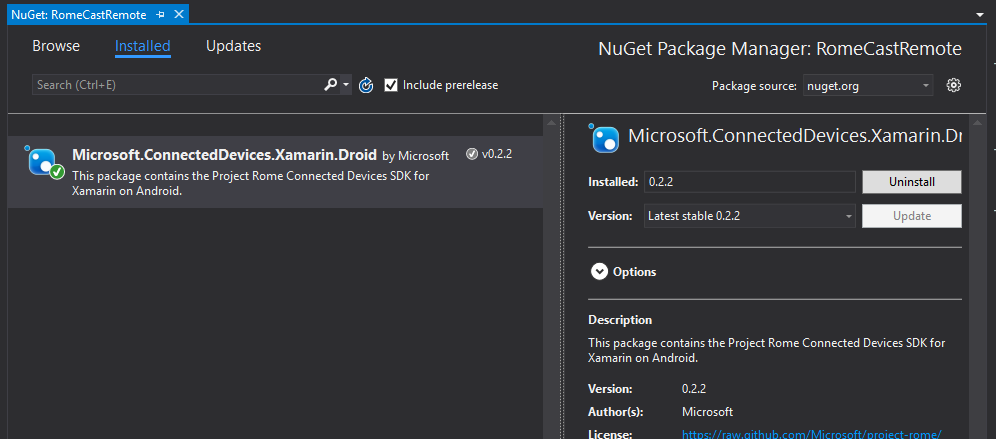 NuGet: RomeCastRemote
Browse Installed Updates
NuGet Package Manager: RomeCastRemote
Search (Ctrl+E)
Include prerelease
Package source: nuget.org
Microsoft.ConnectedDevices.Xamarin.Droid by Microsoft
v0.2.2
This package contains the Project Rome Connected Devices SDK for
Xamarin on Android.
Microsoft.ConnectedDevices.Xamarin.Dr
Installed: 0.2.2 Uninstall
Version: Latest stable 0.2.2 Update
Options
Description
This package contains the Project Rome Connected Devices SDK for
Xamarin on Android.
Version: 0.2.2
Author(s): Microsoft
License: https://raw.github.com/Microsoft/project-rome/